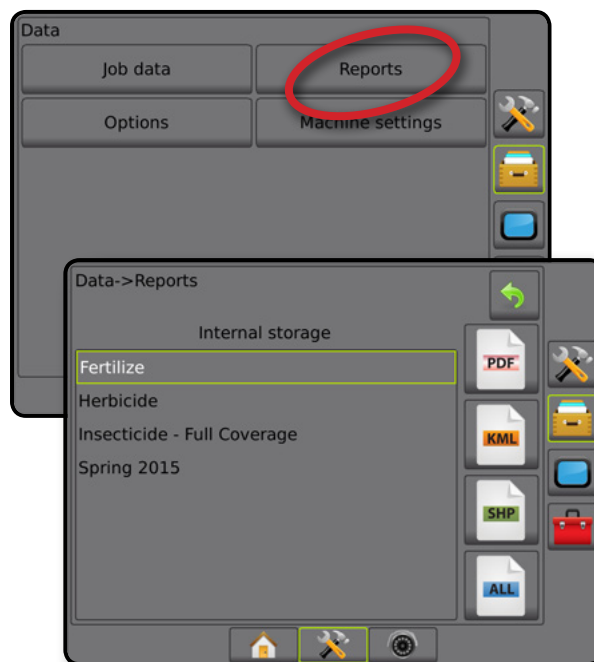 Data
Job data
Reports
Options
Machine settings
Data->Reports
Internal storage
Fertilize
Herbicide
Insecticide - Full Coverage
Spring 2015
PDF
KML
SHP
ALL